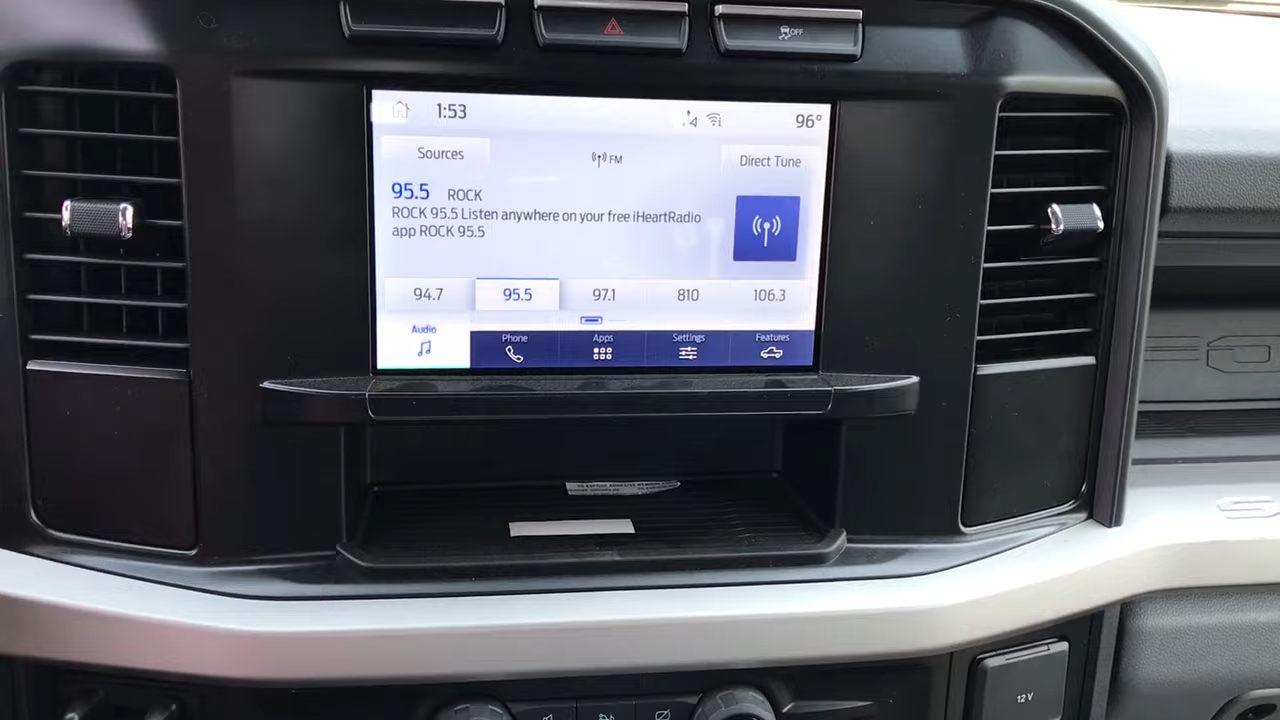 OFF
1:53
96°
Sources
FM
Direct Tune
95.5 ROCK
ROCK 95.5 Listen anywhere on your free iHeartRadio
app ROCK 95.5
94.7 95.5 97.1 810 106.3
Audio Phone Apps Settings Features
12 V